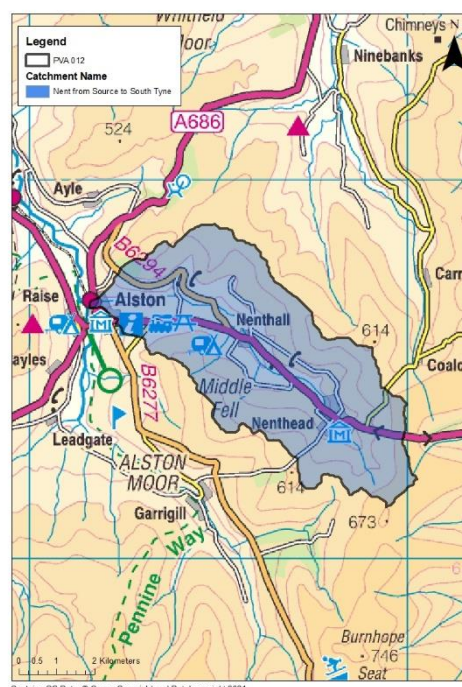 Whitfield
Moor
Chimneys
N
Legend
PVA 012
Catchment Name
Nent from Source to South Tyne
Ninebanks
A686
524
Ayle
B6294
Raise
Alston
Nenthall
614
Carr
ayles
Coalc
Middle
Fell
B6277
Nenthead
Leadgate
ALSTON
MOOR
614
Garrigill
673
Pennine Way
Burnhope
Seat
746
0 0.5 1 2 Kilometers